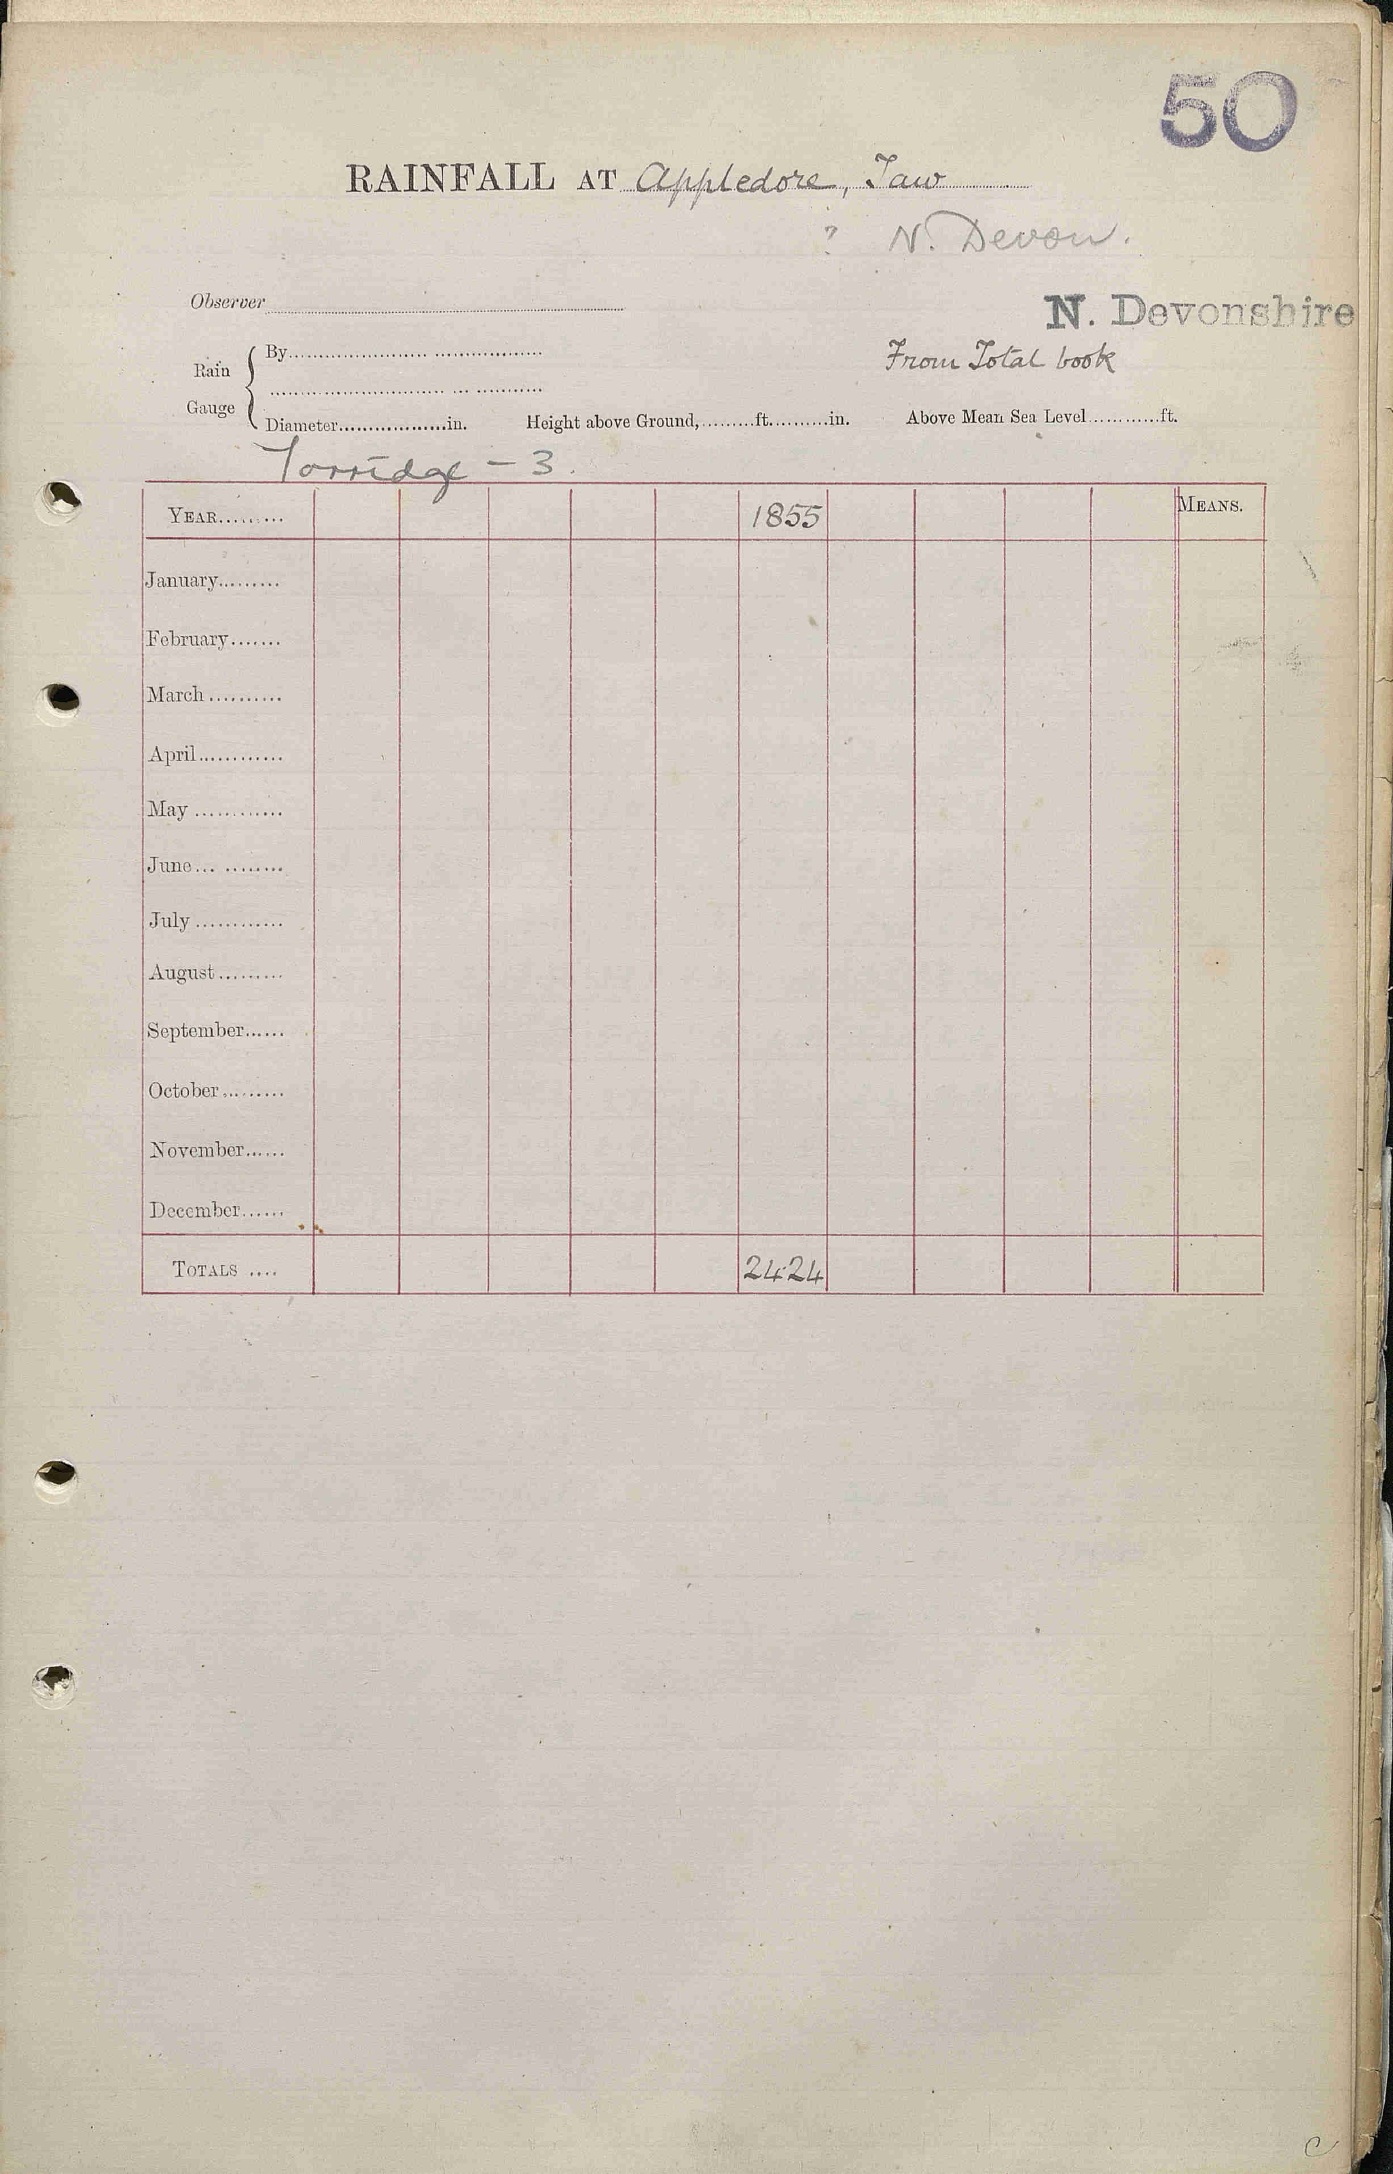 50
RAINFALL AT Appledore, Taw
? N. Devon.
Observer
N. Devonshire
From Total book
Rain Gauge
By
Diameter in. Height above Ground, ft. in. Above Mean Sea Level ft.
Torridge - 3.
YEAR 1855 MEANS.
January
February
March
April
May
June
July
August
September
October
November
December
TOTALS 24.24
C